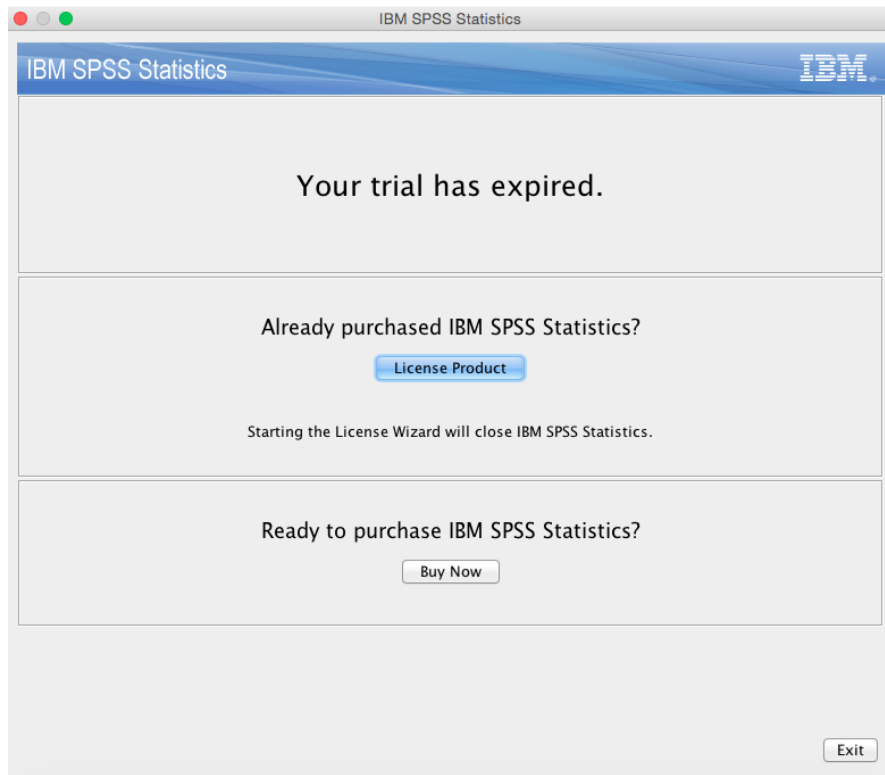 IBM SPSS Statistics
IBM SPSS Statistics IBM®
Your trial has expired.
Already purchased IBM SPSS Statistics?
License Product
Starting the License Wizard will close IBM SPSS Statistics.
Ready to purchase IBM SPSS Statistics?
Buy Now
Exit